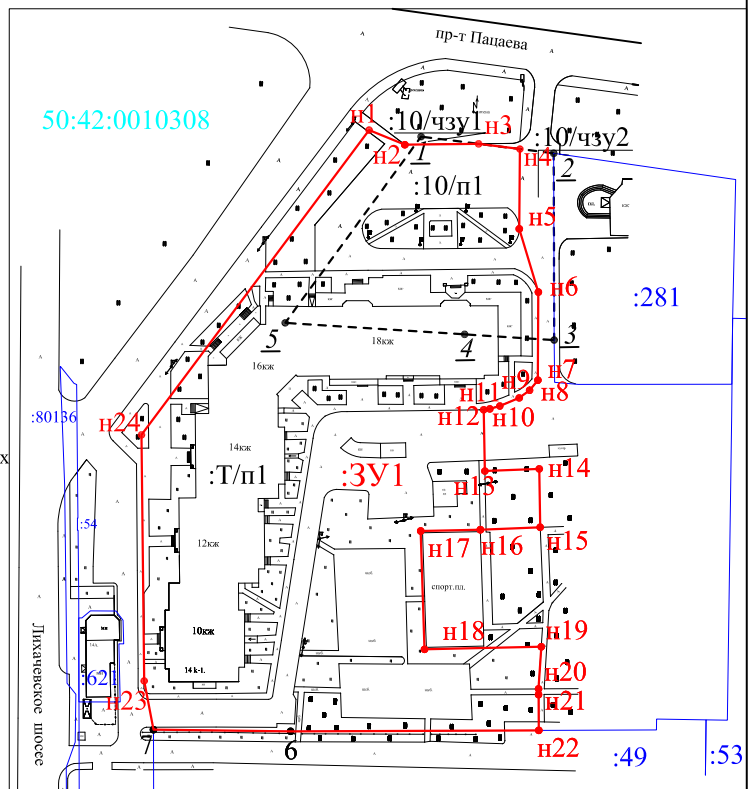 пр-т Пацаева
50:42:0010308
н1
:10/чзу1
н3
:10/чзу2
н2
1
н4
2
:10/п1
н5
н6
:281
5
4
3
18кж
16кж
н7
н8
н9
н11
н10
н12
:80136
н24
х
14кж
:Т/п1
:ЗУ1
н13
н14
:54
н17
н16
н15
12кж
спорт.пл.
10кж
н18
н19
14 к-1.
:621
н23
н20
н21
7
6
н22
:49
:53
Лихачевское шоссе